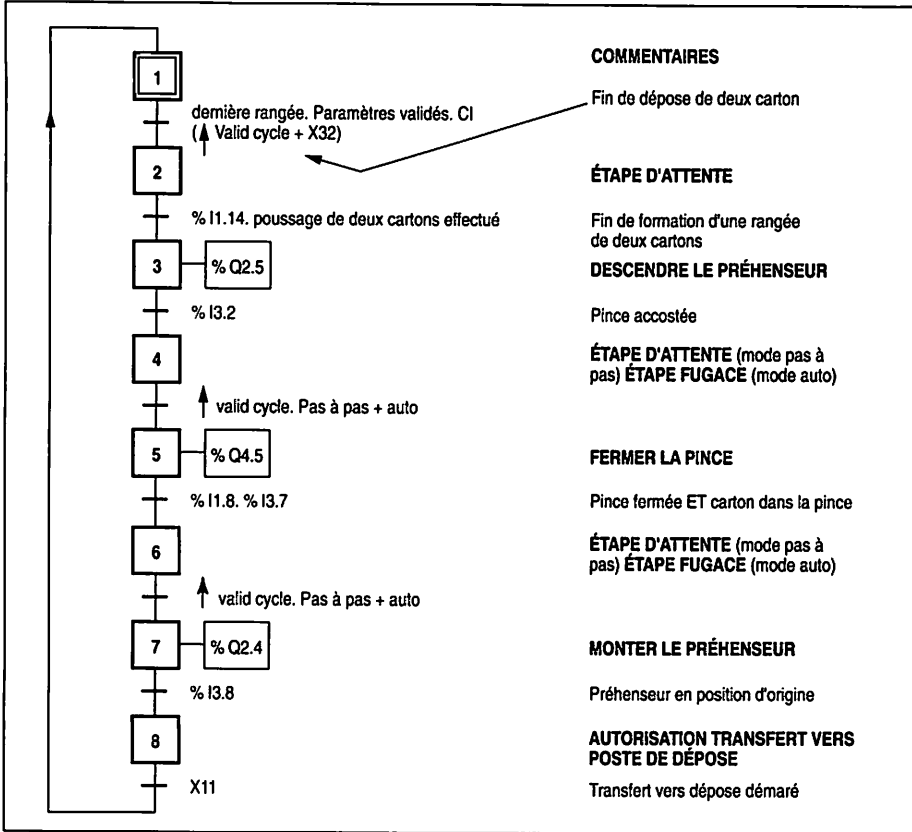 COMMENTAIRES
1
Fin de dépose de deux carton
dernière rangée. Paramètres validés. CI
( Valid cycle + X32)
2
ÉTAPE D'ATTENTE
% I1.14. poussage de deux cartons effectué
Fin de formation d'une rangée
de deux cartons
3
% Q2.5
DESCENDRE LE PRÉHENSEUR
% I3.2
Pince accostée
4
ÉTAPE D'ATTENTE (mode pas à
pas) ÉTAPE FUGACE (mode auto)
valid cycle. Pas à pas + auto
5
% Q4.5
FERMER LA PINCE
% I1.8. % I3.7
Pince fermée ET carton dans la pince
6
ÉTAPE D'ATTENTE (mode pas à
pas) ÉTAPE FUGACE (mode auto)
valid cycle. Pas à pas + auto
7
% Q2.4
MONTER LE PRÉHENSEUR
% I3.8
Préhenseur en position d'origine
8
AUTORISATION TRANSFERT VERS
POSTE DE DÉPOSE
X11
Transfert vers dépose démaré